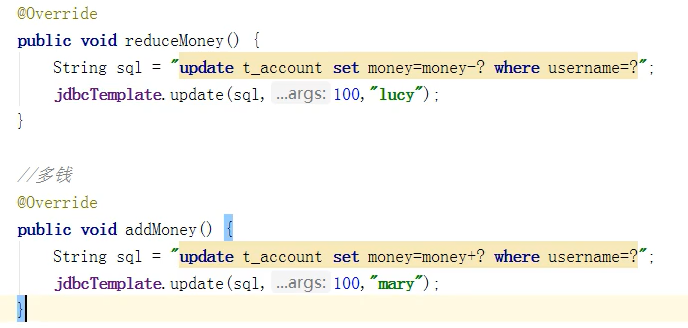 @Override
public void reduceMoney() {
String sql = "update t_account set money=money-? where username=?";
jdbcTemplate.update(sql, ...args: 100,"lucy");
}
//多钱
@Override
public void addMoney() {
String sql = "update t_account set money=money+? where username=?";
jdbcTemplate.update(sql, ...args: 100,"mary");
}